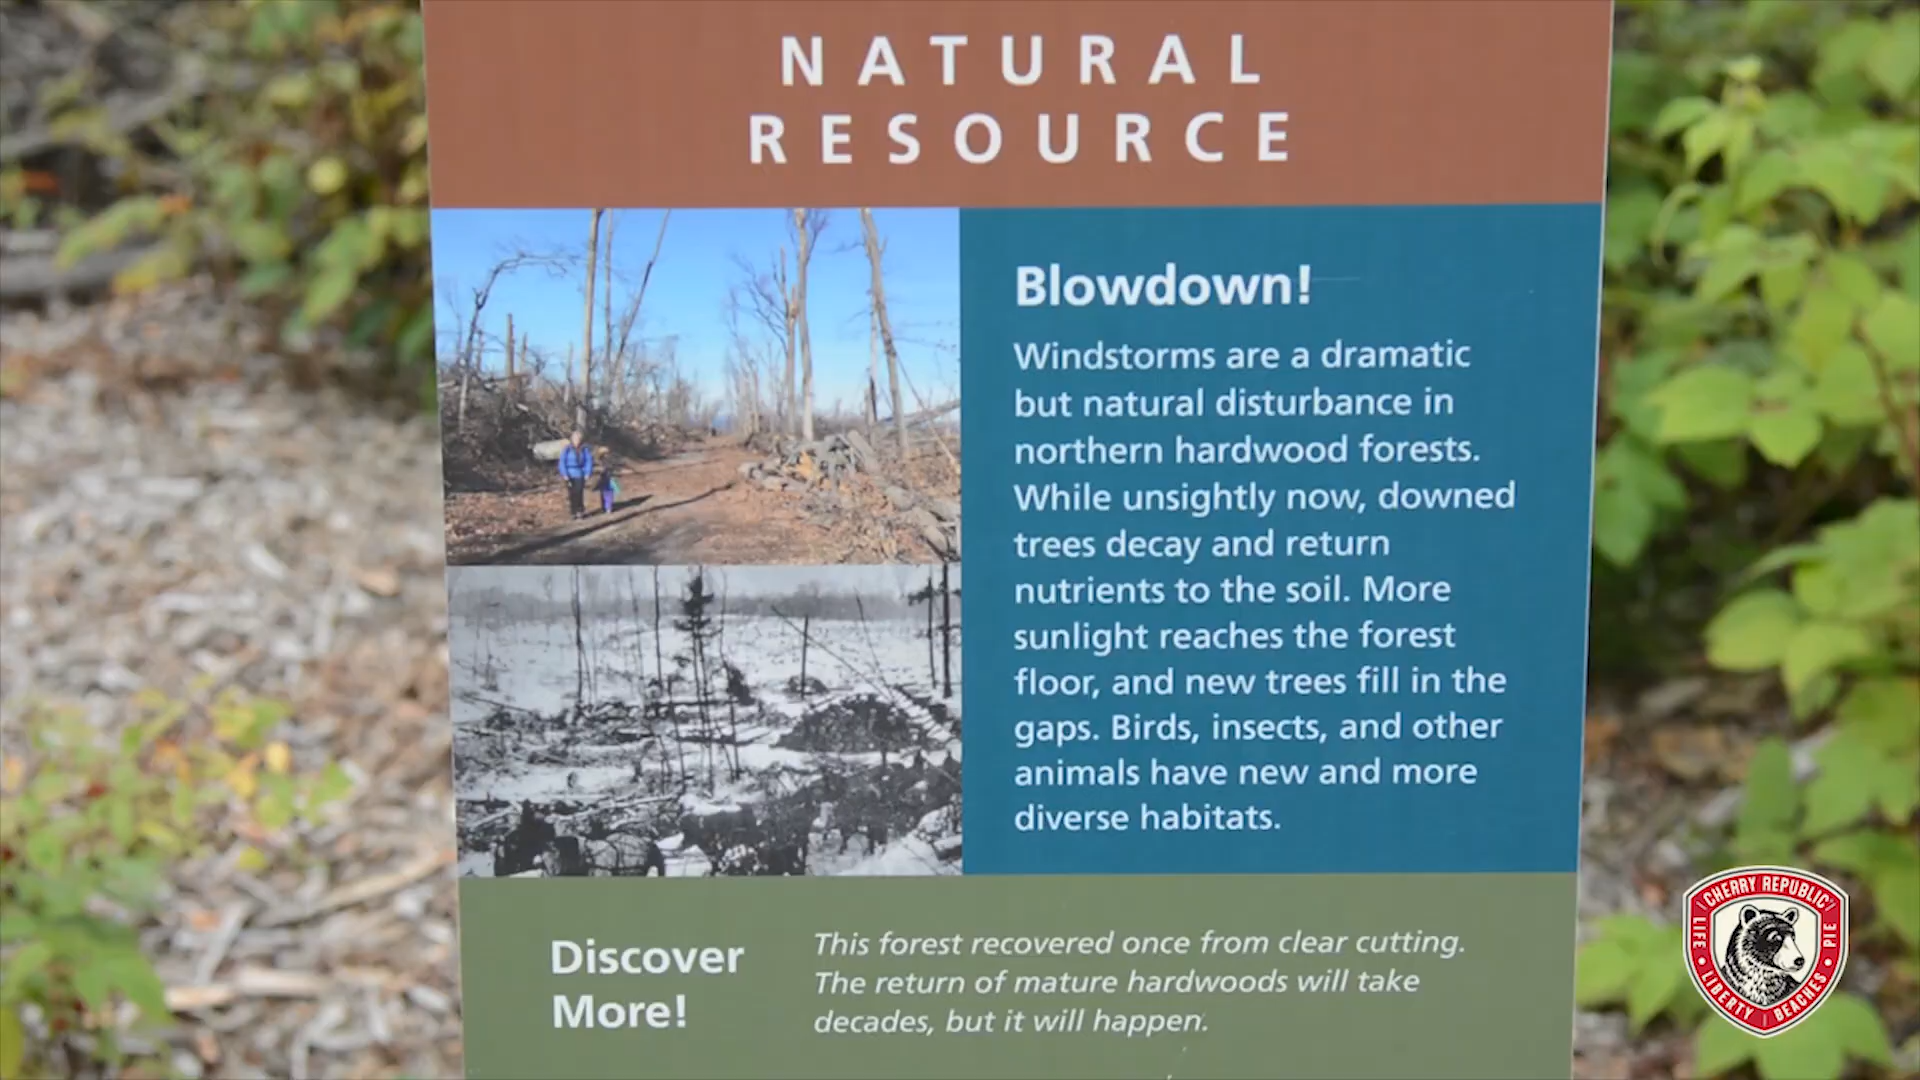 NATURAL
RESOURCE
Blowdown!
Windstorms are a dramatic
but natural disturbance in
northern hardwood forests.
While unsightly now, downed
trees decay and return
nutrients to the soil. More
sunlight reaches the forest
floor, and new trees fill in the
gaps. Birds, insects, and other
animals have new and more
diverse habitats.
Discover
More!
This forest recovered once from clear cutting.
The return of mature hardwoods will take
decades, but it will happen.
CHERRY REPUBLIC
LIFE • LIBERTY | BEACHES • PIE